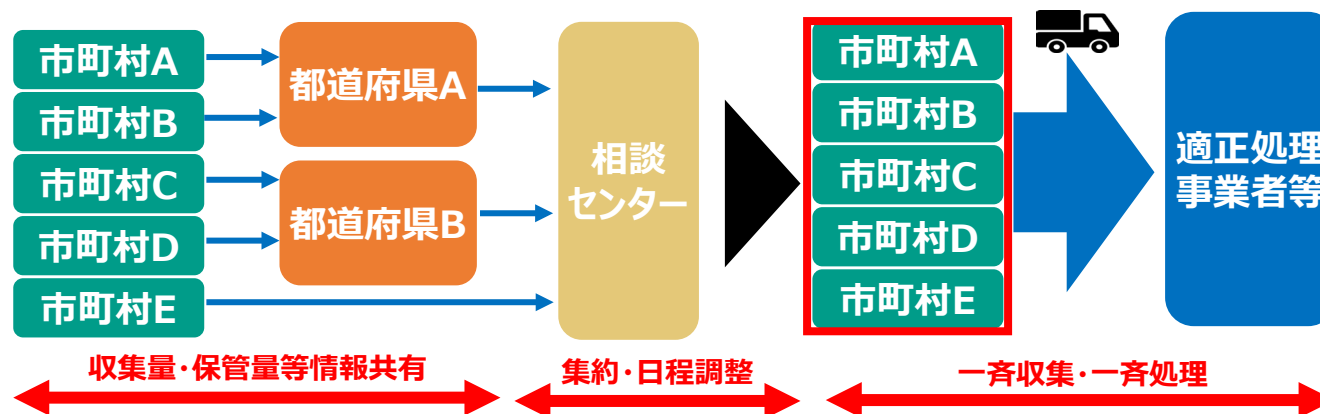 市町村A
市町村B
市町村C
市町村D
市町村E
都道府県A
都道府県B
相談
センター
市町村A
市町村B
市町村C
市町村D
市町村E
適正処理
事業者等
収集量・保管量等情報共有
集約・日程調整
一斉収集・一斉処理